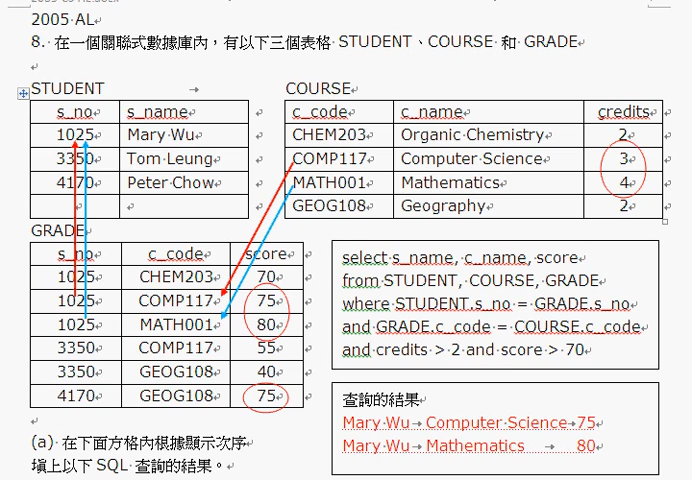 2005 AL
8. 在一個關聯式數據庫內，有以下三個表格 STUDENT、COURSE 和 GRADE
STUDENT
s_no s_name
1025 Mary Wu
3350 Tom Leung
4170 Peter Chow
COURSE
c_code c_name credits
CHEM203 Organic Chemistry 2
COMP117 Computer Science 3
MATH001 Mathematics 4
GEOG108 Geography 2
GRADE
s_no c_code score
1025 CHEM203 70
1025 COMP117 75
1025 MATH001 80
3350 COMP117 55
3350 GEOG108 40
4170 GEOG108 75
select s_name, c_name, score
from STUDENT, COURSE, GRADE
where STUDENT.s_no = GRADE.s_no
and GRADE.c_code = COURSE.c_code
and credits > 2 and score > 70
查詢的結果
Mary Wu Computer Science 75
Mary Wu Mathematics 80
(a) 在下面方格內根據顯示次序
填上以下 SQL 查詢的結果。